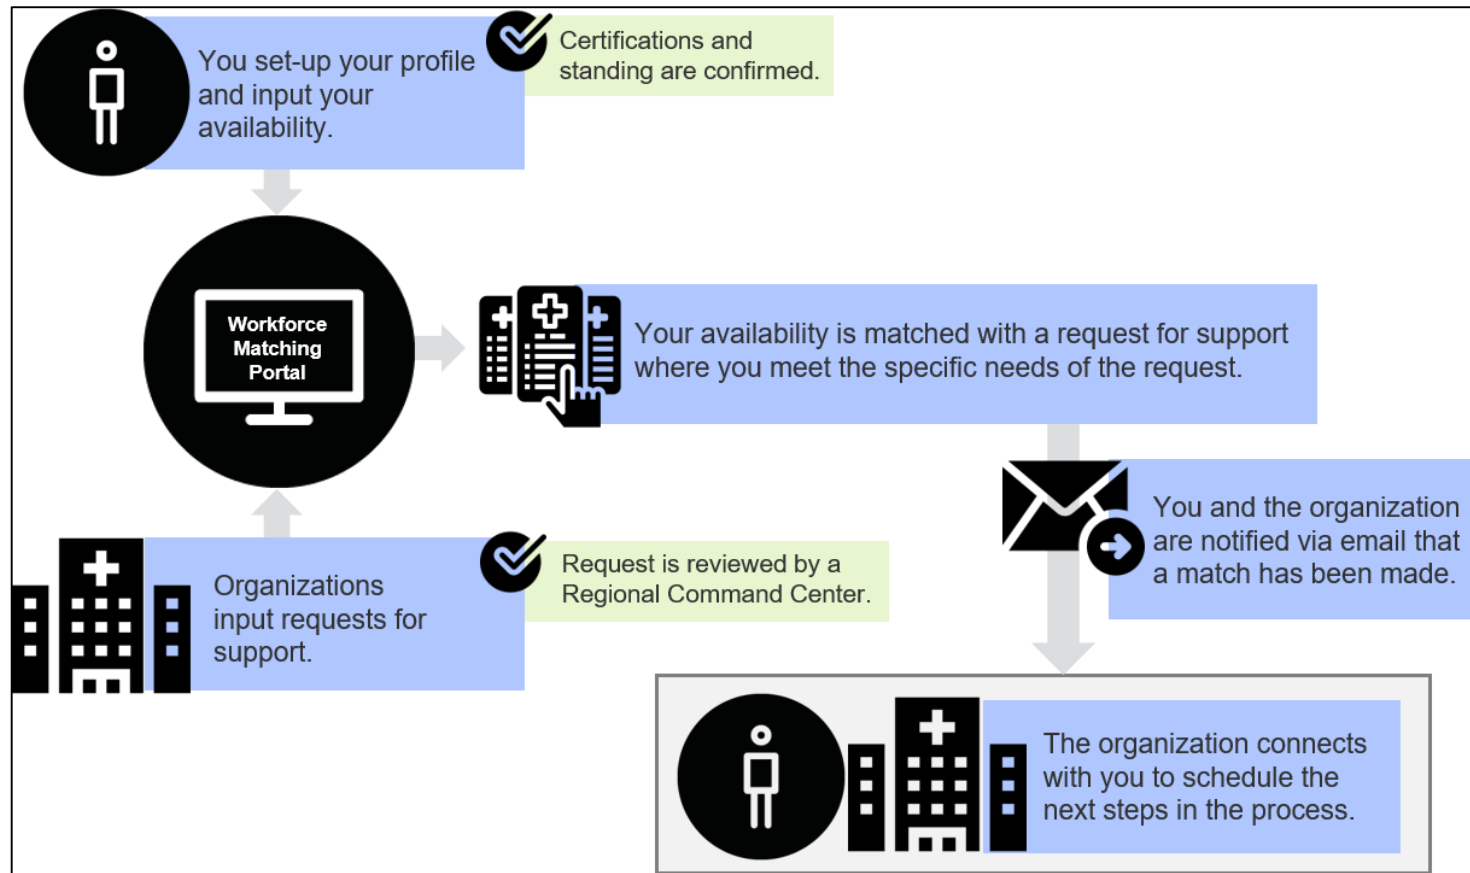 You set-up your profile
and input your
availability.
Certifications and
standing are confirmed.
Workforce
Matching
Portal
Your availability is matched with a request for support
where you meet the specific needs of the request.
You and the organization
are notified via email that
a match has been made.
Organizations
input requests for
support.
Request is reviewed by a
Regional Command Center.
The organization connects
with you to schedule the
next steps in the process.